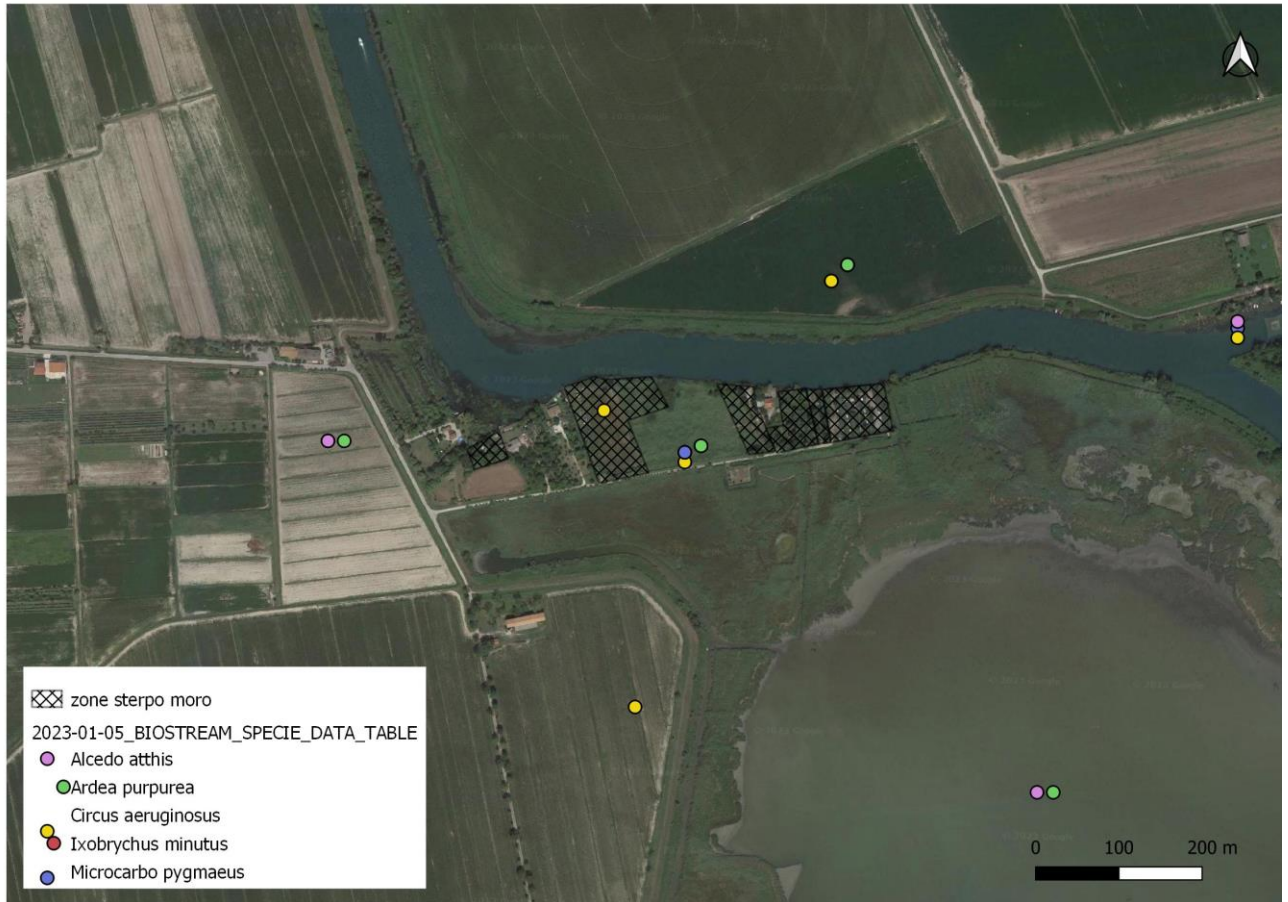 zone sterpo moro
2023-01-05_BIOSTREAM_SPECIE_DATA_TABLE
Alcedo atthis
Ardea purpurea
Circus aeruginosus
Ixobrychus minutus
Microcarbo pygmaeus
0 100 200 m